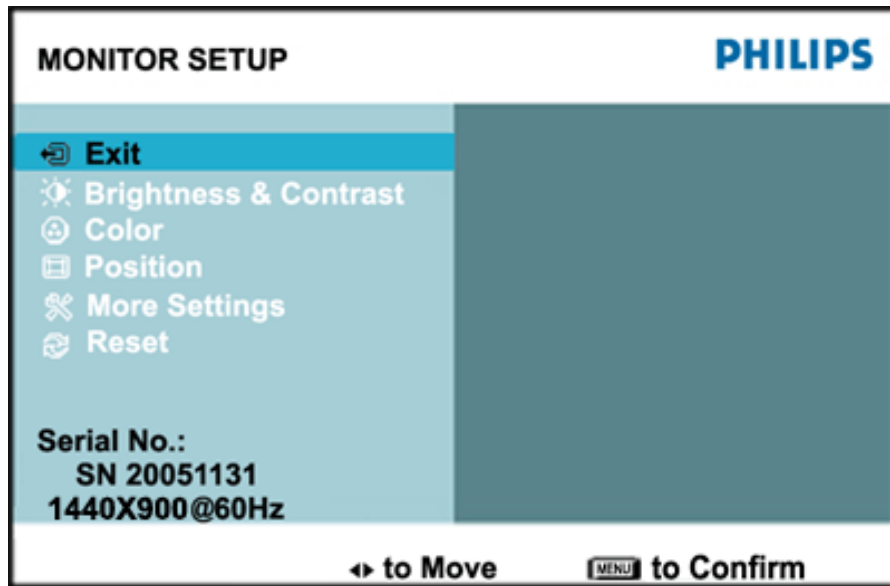 MONITOR SETUP
PHILIPS
Exit
Brightness & Contrast
Color
Position
More Settings
Reset
Serial No.:
SN 20051131
1440X900@60Hz
to Move
MENU to Confirm